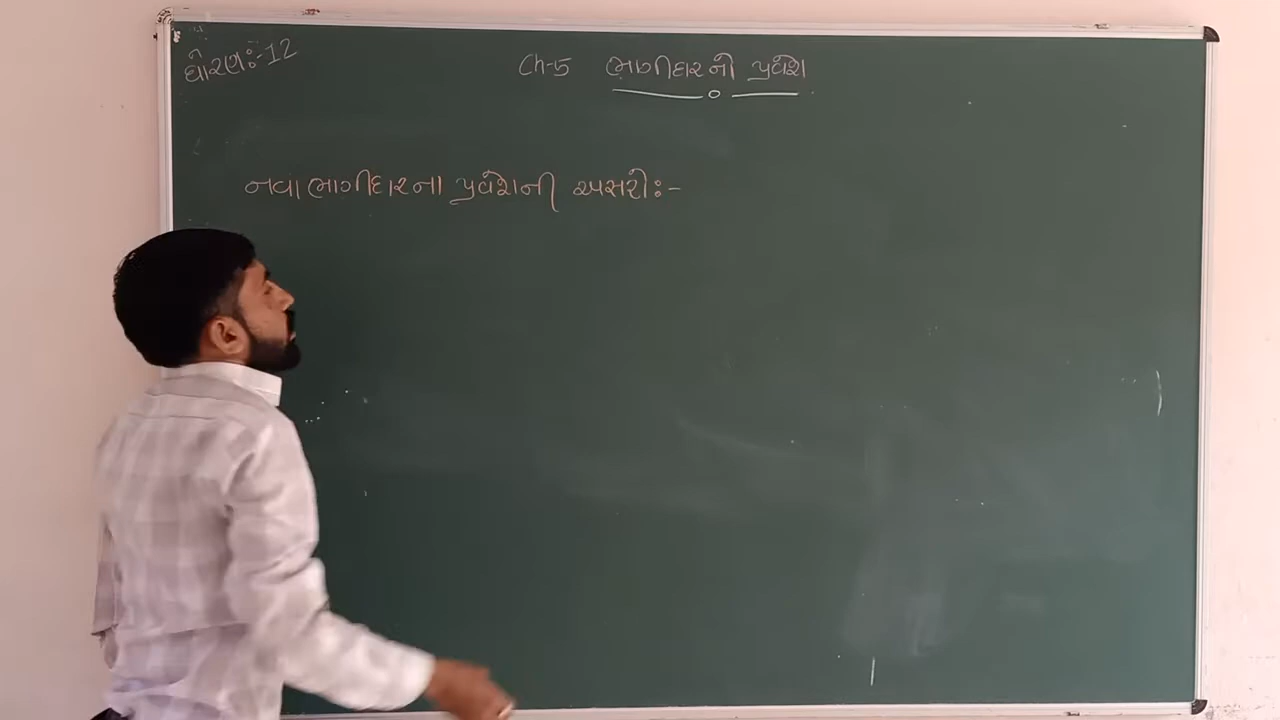 ધોરણઃ-12
Ch-5 ભાગીદારનો પ્રવેશ
નવા ભાગીદારના પ્રવેશની અસરોઃ-